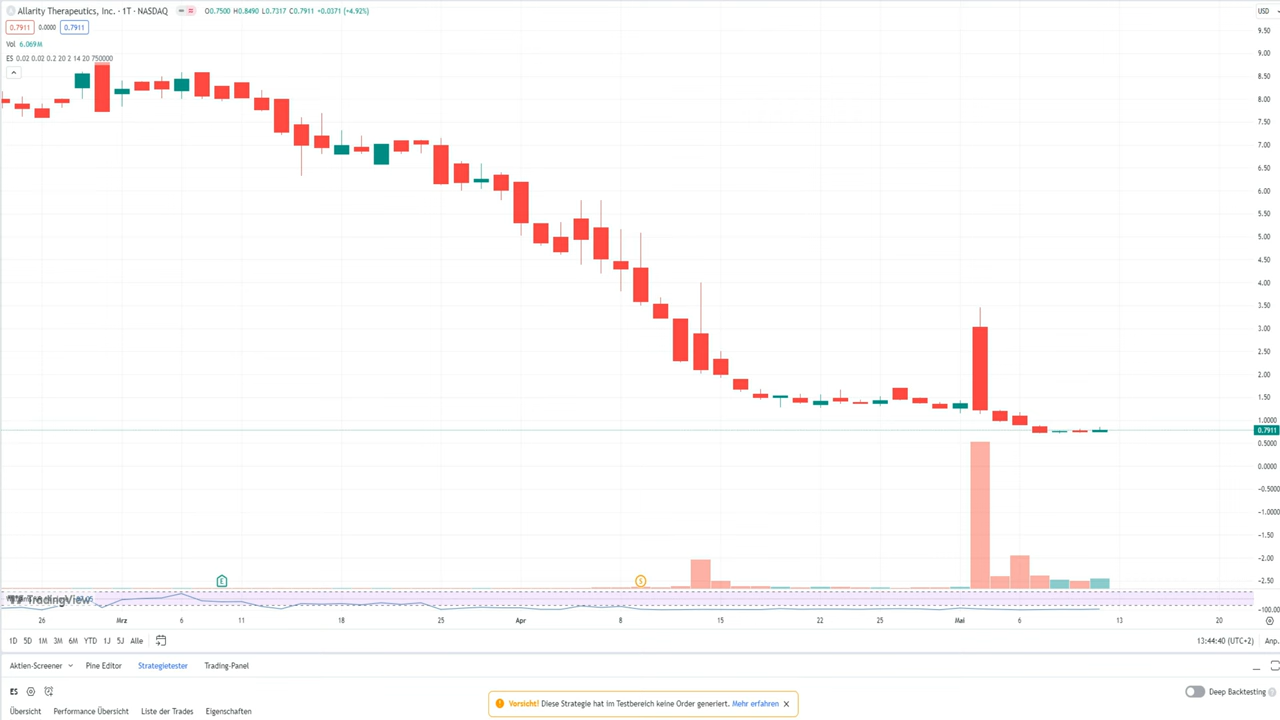 Allarity Therapeutics, Inc. · 1T · NASDAQ O0.7500 H0.8490 L0.7317 C0.7911 +0.0371 (+4.92%)
USD
0.7911 0.0000 0.7911
Vol 6.069M
ES 0.02 0.02 0.2 20 2 14 20 750000
9.50
9.00
8.50
8.00
7.50
7.00
6.50
6.00
5.50
5.00
4.50
4.00
3.50
3.00
2.50
2.00
1.50
1.0000
0.7911
0.5000
0.0000
−0.5000
−1.0000
−1.50
−2.00
−2.50
E
S
TradingView
−100.00
26 Mrz 6 11 18 25 Apr 8 15 22 25 Mai 6 13 20
1D 5D 1M 3M 6M YTD 1J 5J Alle
13:44:40 (UTC+2) Anp.
Aktien-Screener Pine Editor Strategietester Trading-Panel
ES
Vorsicht! Diese Strategie hat im Testbereich keine Order generiert. Mehr erfahren
Deep Backtesting
Übersicht Performance Übersicht Liste der Trades Eigenschaften